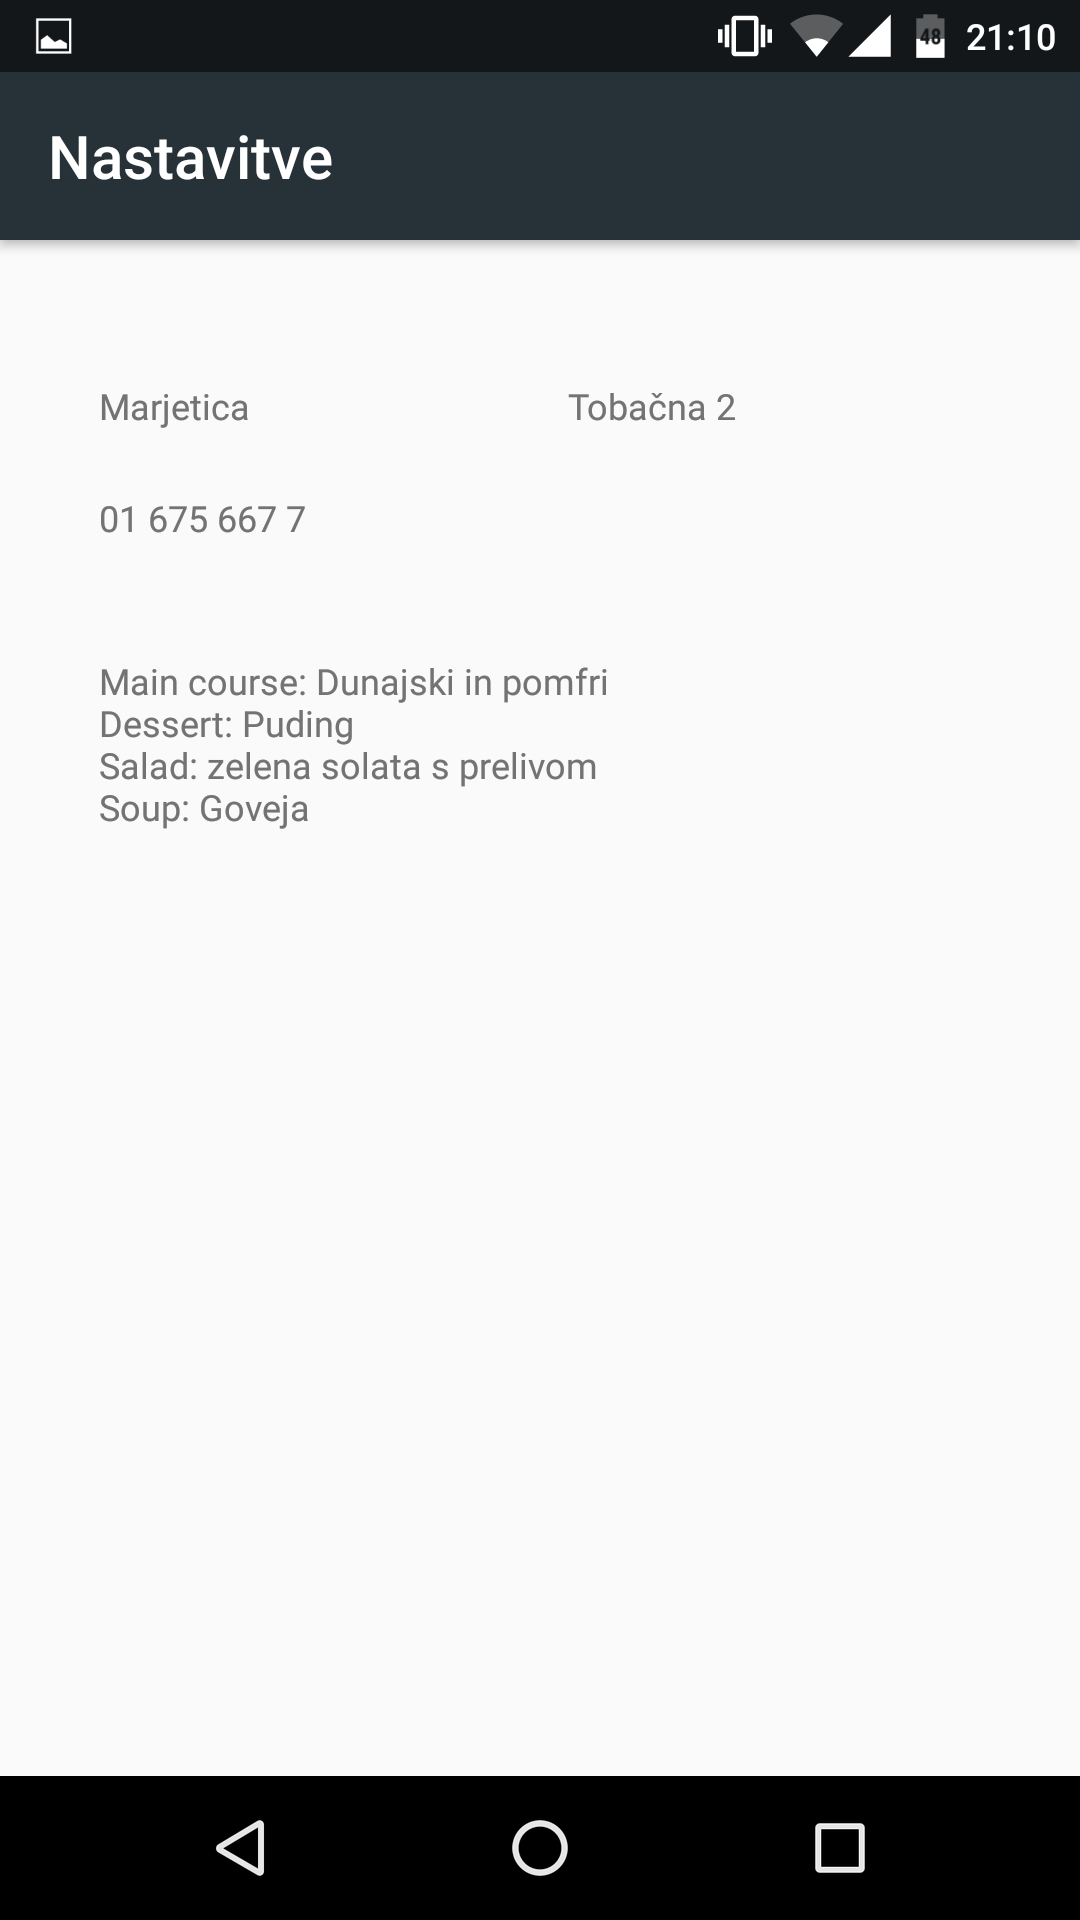 48 21:10
Nastavitve
Marjetica Tobačna 2
01 675 667 7
Main course: Dunajski in pomfri
Dessert: Puding
Salad: zelena solata s prelivom
Soup: Goveja